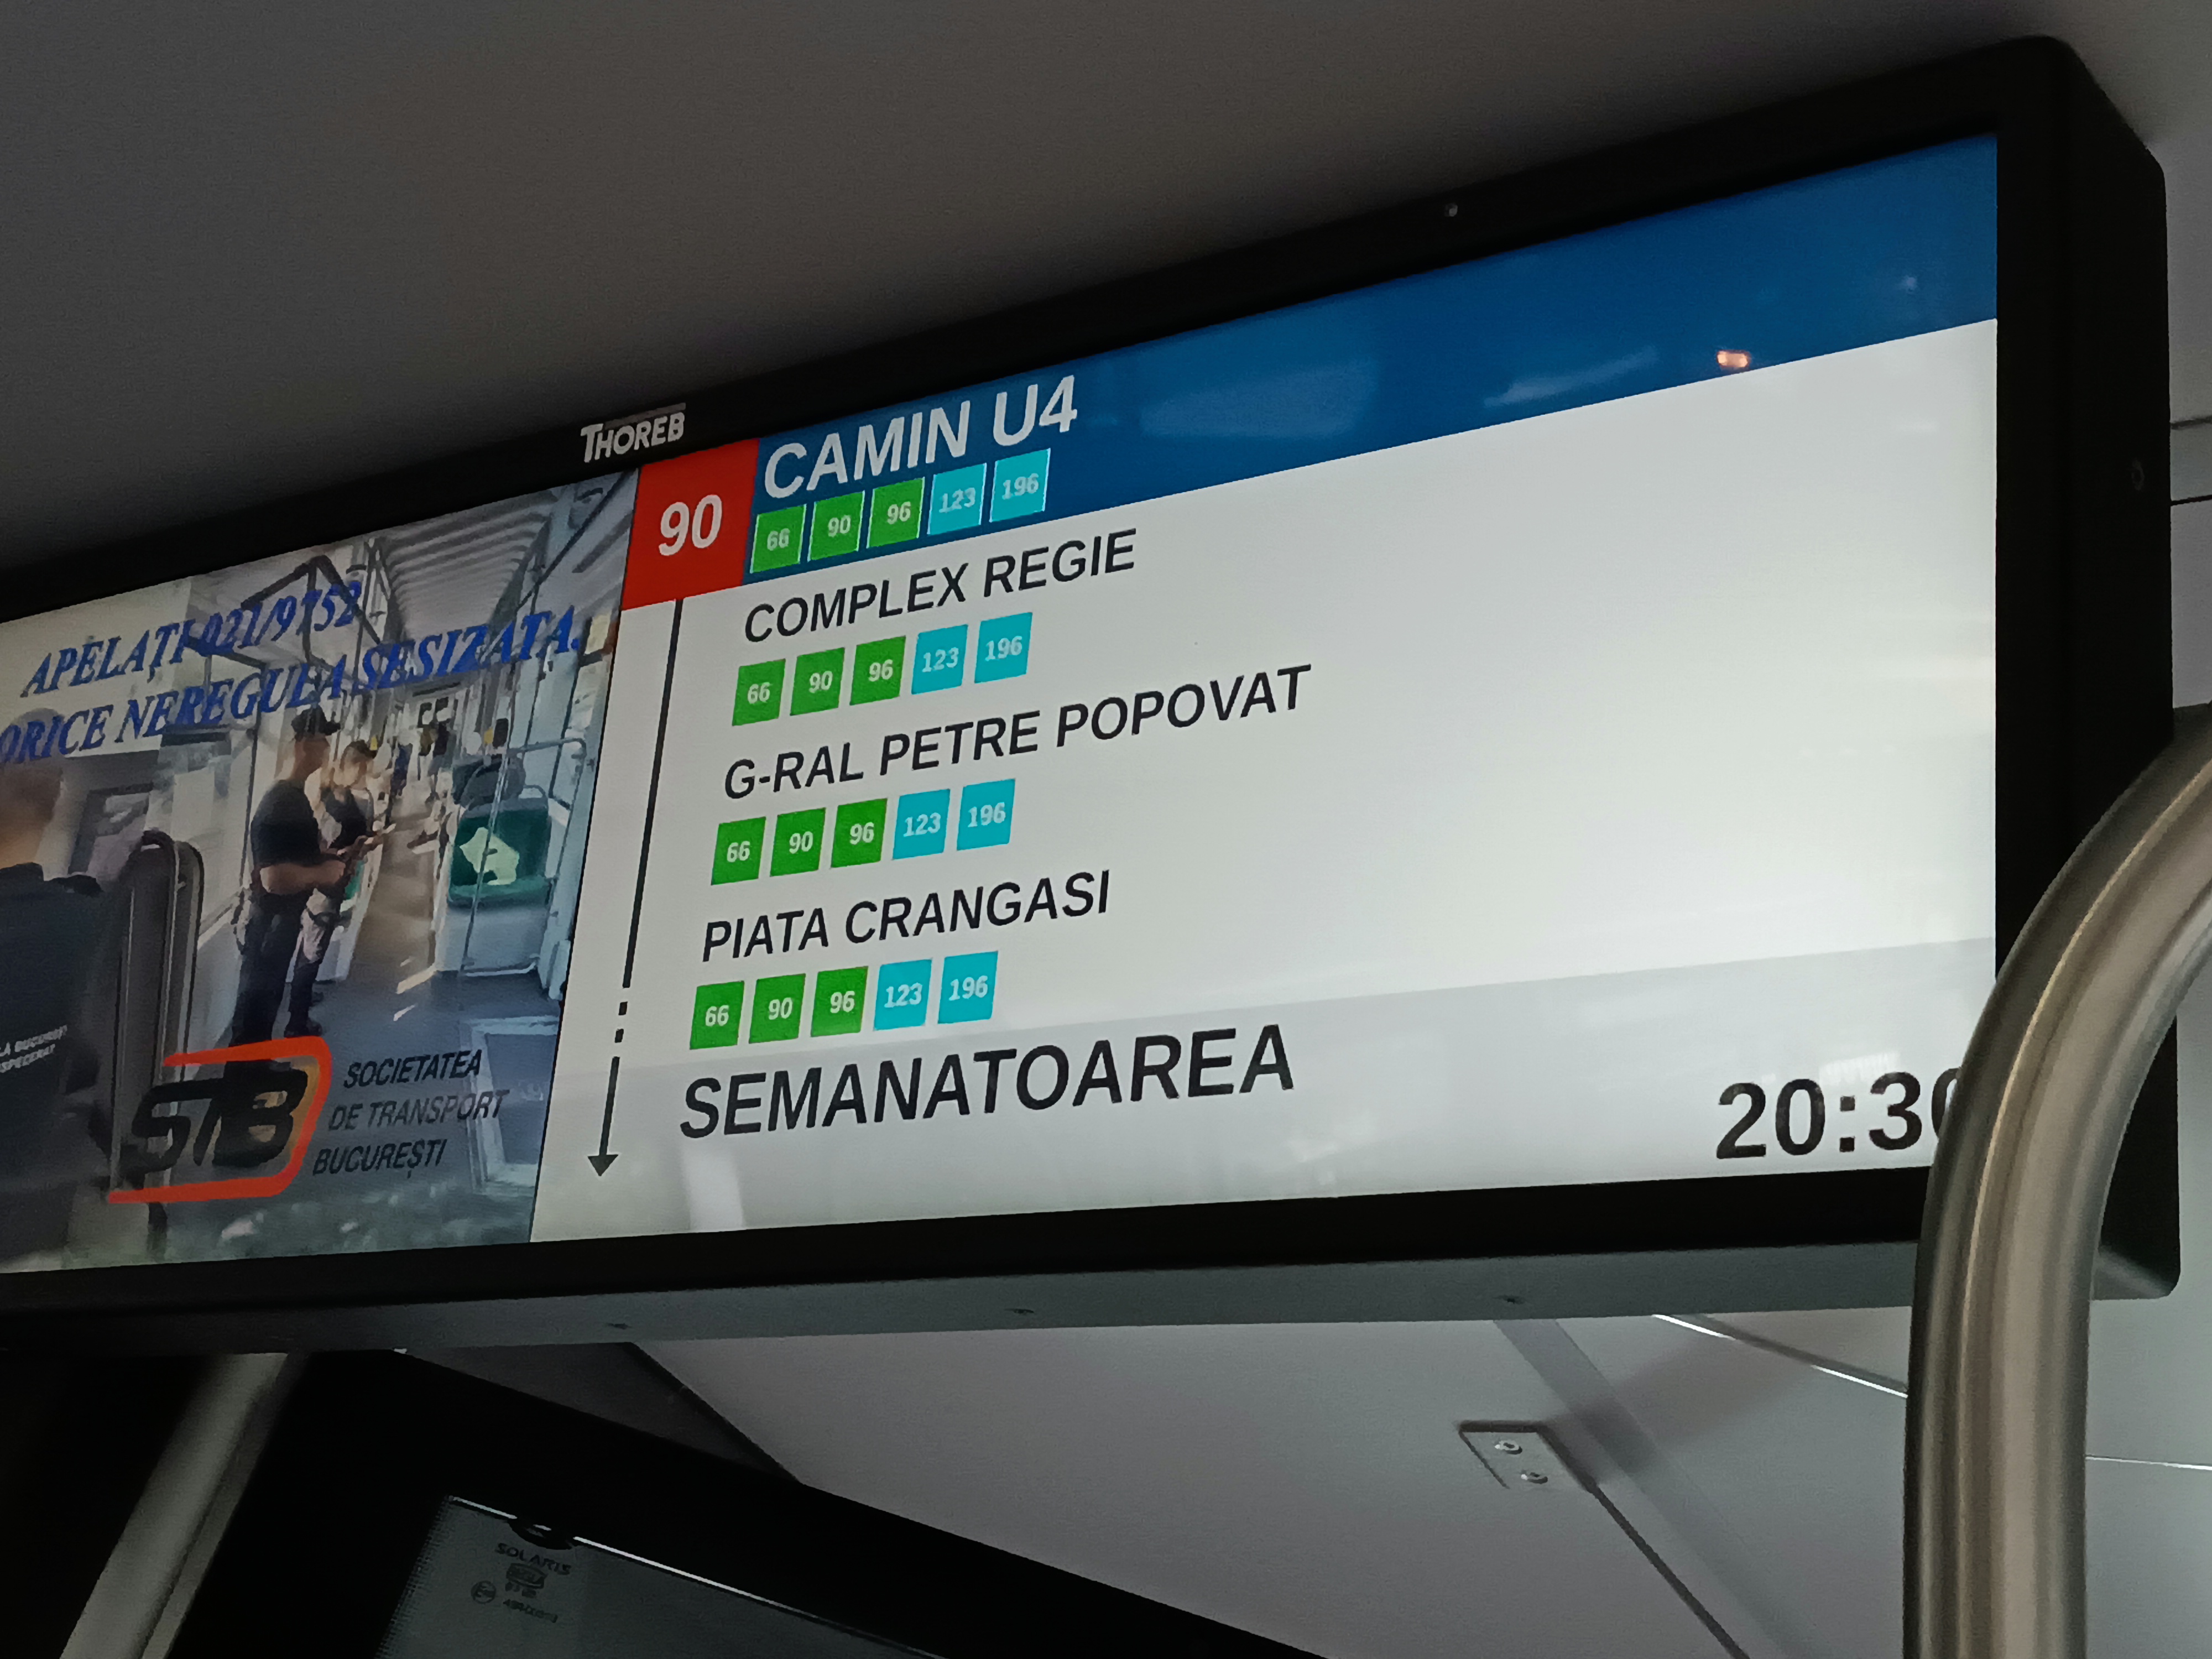 THOREB
APELAȚI 021/9752
ORICE NEREGULA SESIZATA.
STB
SOCIETATEA
DE TRANSPORT
BUCUREȘTI
90
CAMIN U4
66 90 96 123 196
COMPLEX REGIE
66 90 96 123 196
G-RAL PETRE POPOVAT
66 90 96 123 196
PIATA CRANGASI
66 90 96 123 196
SEMANATOAREA
20:30
SOLARIS